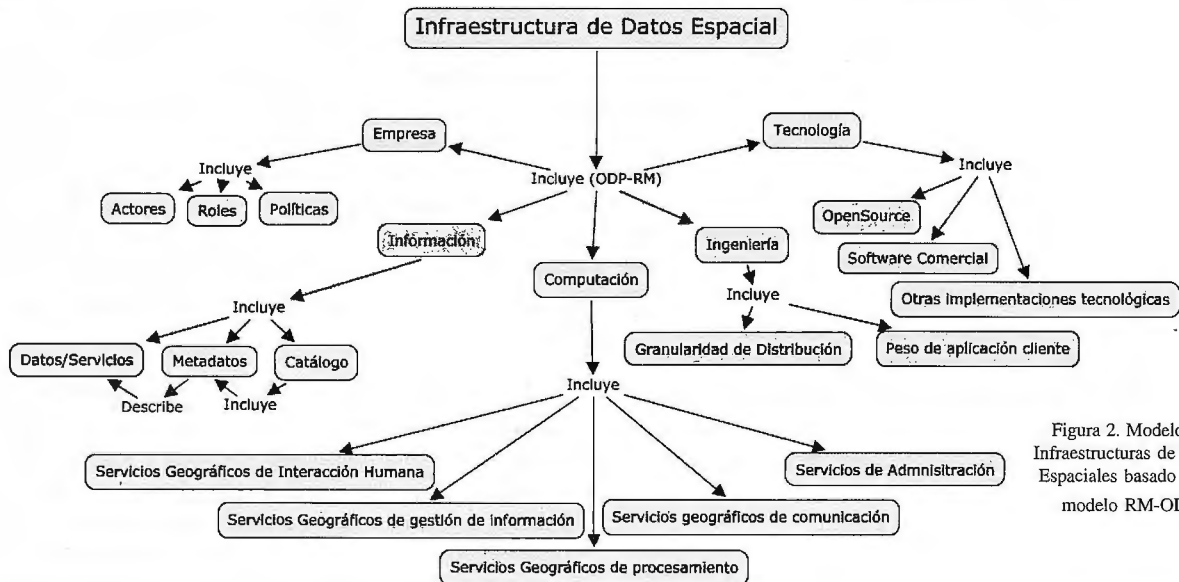 Infraestructura de Datos Espacial
Empresa
Tecnología
Incluye
Incluye (ODP-RM)
Incluye
Actores
Roles
Políticas
OpenSource
Información
Ingeniería
Software Comercial
Computación
Otras implementaciones tecnológicas
Incluye
Incluye
Datos/Servicios
Metadatos
Catálogo
Granularidad de Distribución
Peso de aplicación cliente
Describe
Incluye
Incluye
Servicios Geográficos de Interacción Humana
Servicios de Admnisitración
Servicios Geográficos de gestión de información
Servicios geográficos de comunicación
Servicios Geográficos de procesamiento
Figura 2. Modelo
Infraestructuras de
Espaciales basado
modelo